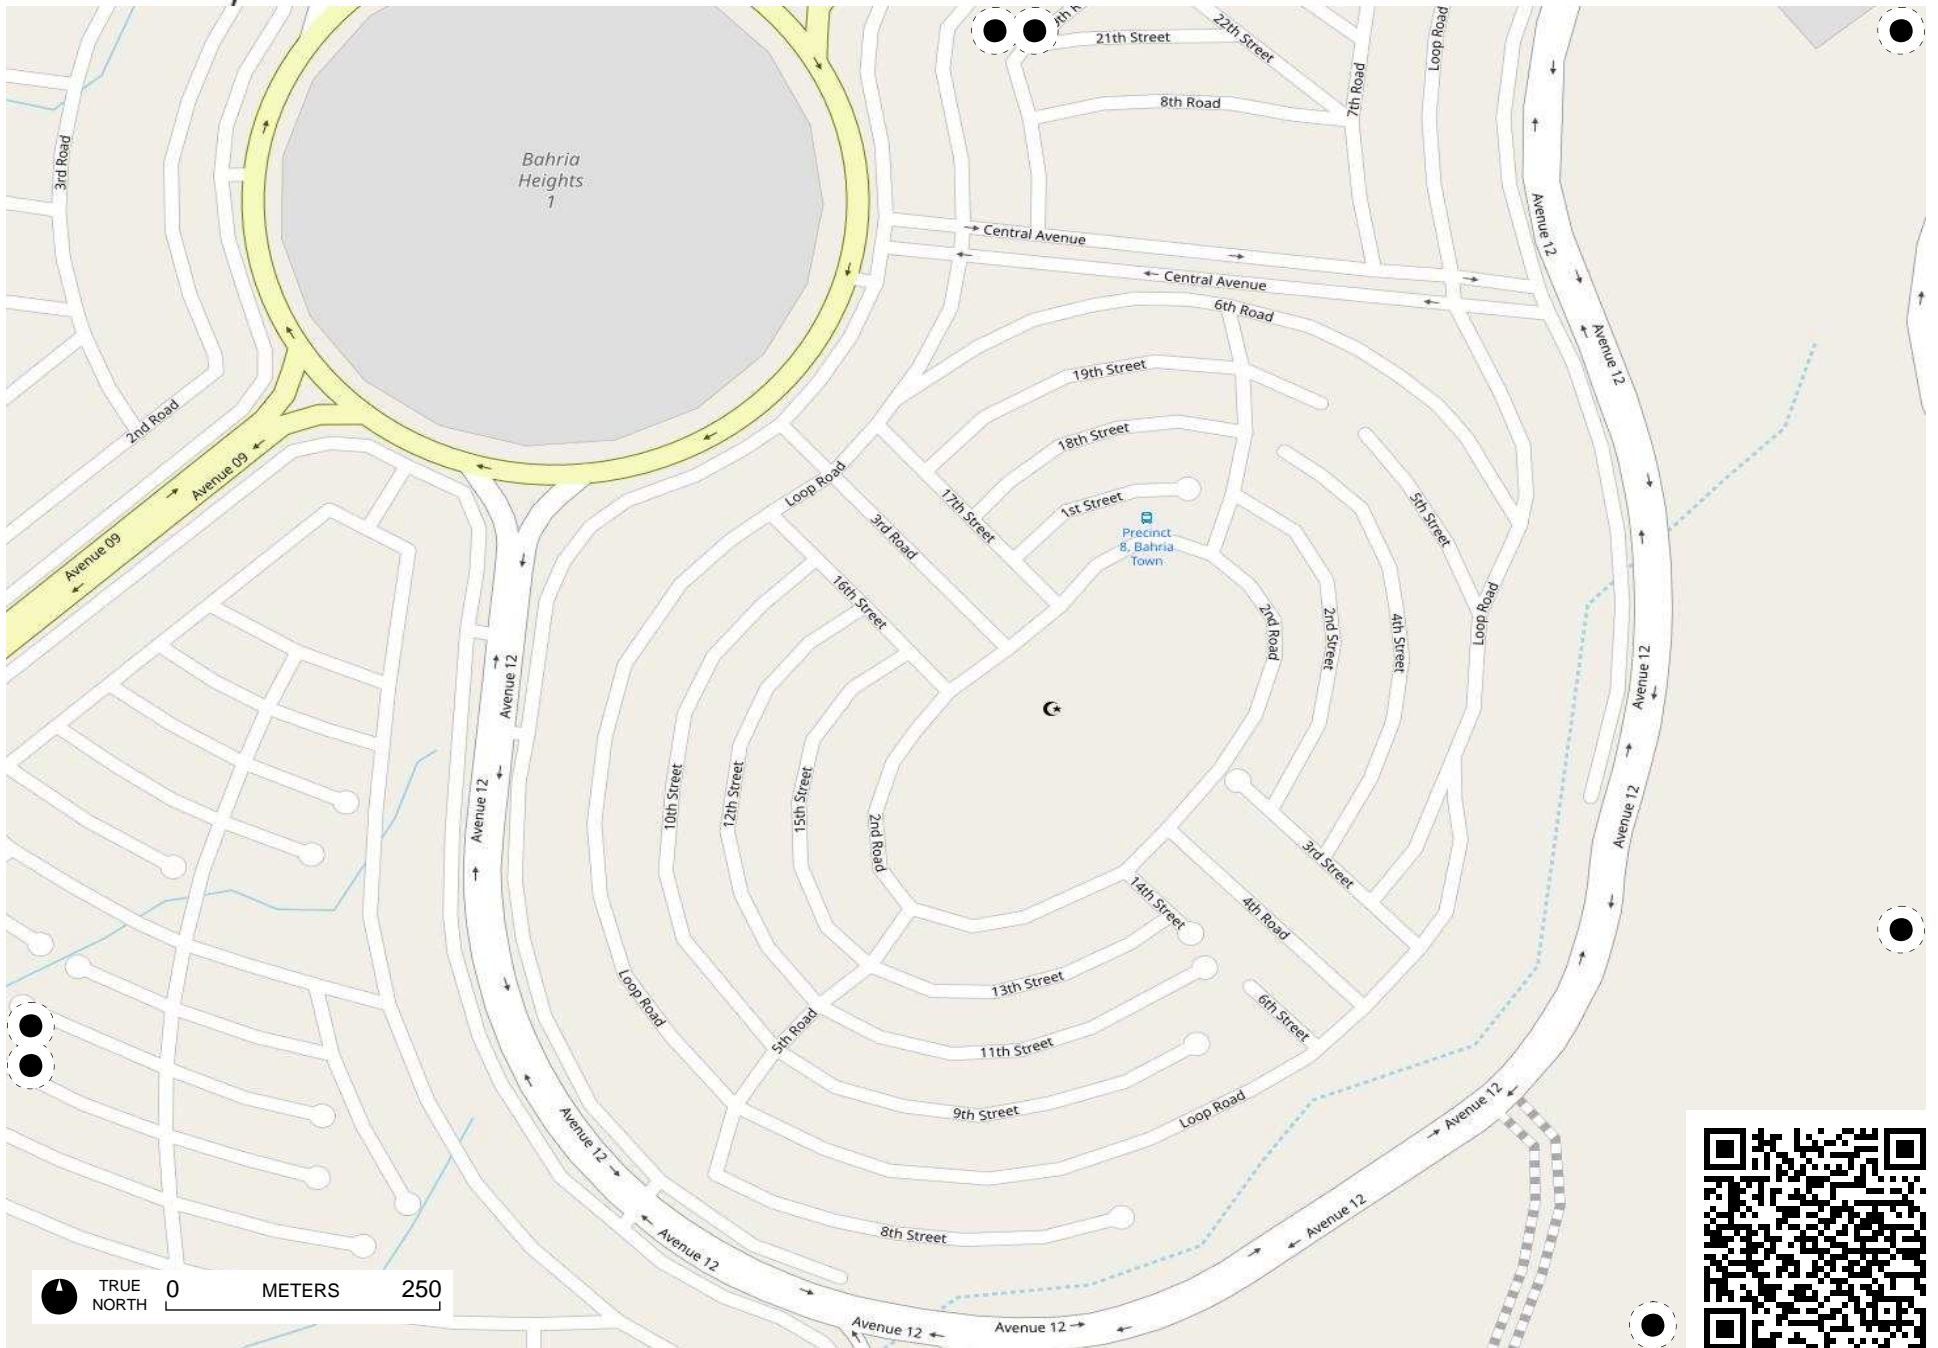 21th Street
22th Street
Loop Road
7th Road
8th Road
3rd Road
Bahria
Heights
1
Avenue 12
Central Avenue
Central Avenue
6th Road
Avenue 12
19th Street
2nd Road
18th Street
Avenue 09
Loop Road
17th Street
1st Street
5th Street
3rd Road
Precinct
8, Bahria
Town
Avenue 09
16th Street
2nd Road
2nd Street
4th Street
Loop Road
Avenue 12
Avenue 12
10th Street
12th Street
15th Street
Avenue 12
2nd Road
Avenue 12
3rd Street
14th Street
4th Road
Loop Road
13th Street
6th Street
5th Road
11th Street
9th Street
Loop Road
Avenue 12
Avenue 12
8th Street
Avenue 12
Avenue 12
TRUE
NORTH
0 METERS 250
Avenue 12
Avenue 12